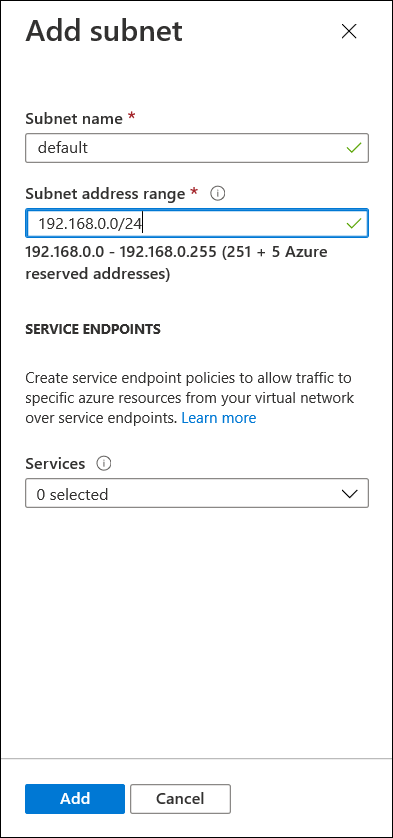 Add subnet
Subnet name *
default
Subnet address range *
192.168.0.0/24
192.168.0.0 - 192.168.0.255 (251 + 5 Azure
reserved addresses)
SERVICE ENDPOINTS
Create service endpoint policies to allow traffic to
specific azure resources from your virtual network
over service endpoints. Learn more
Services
0 selected
Add
Cancel